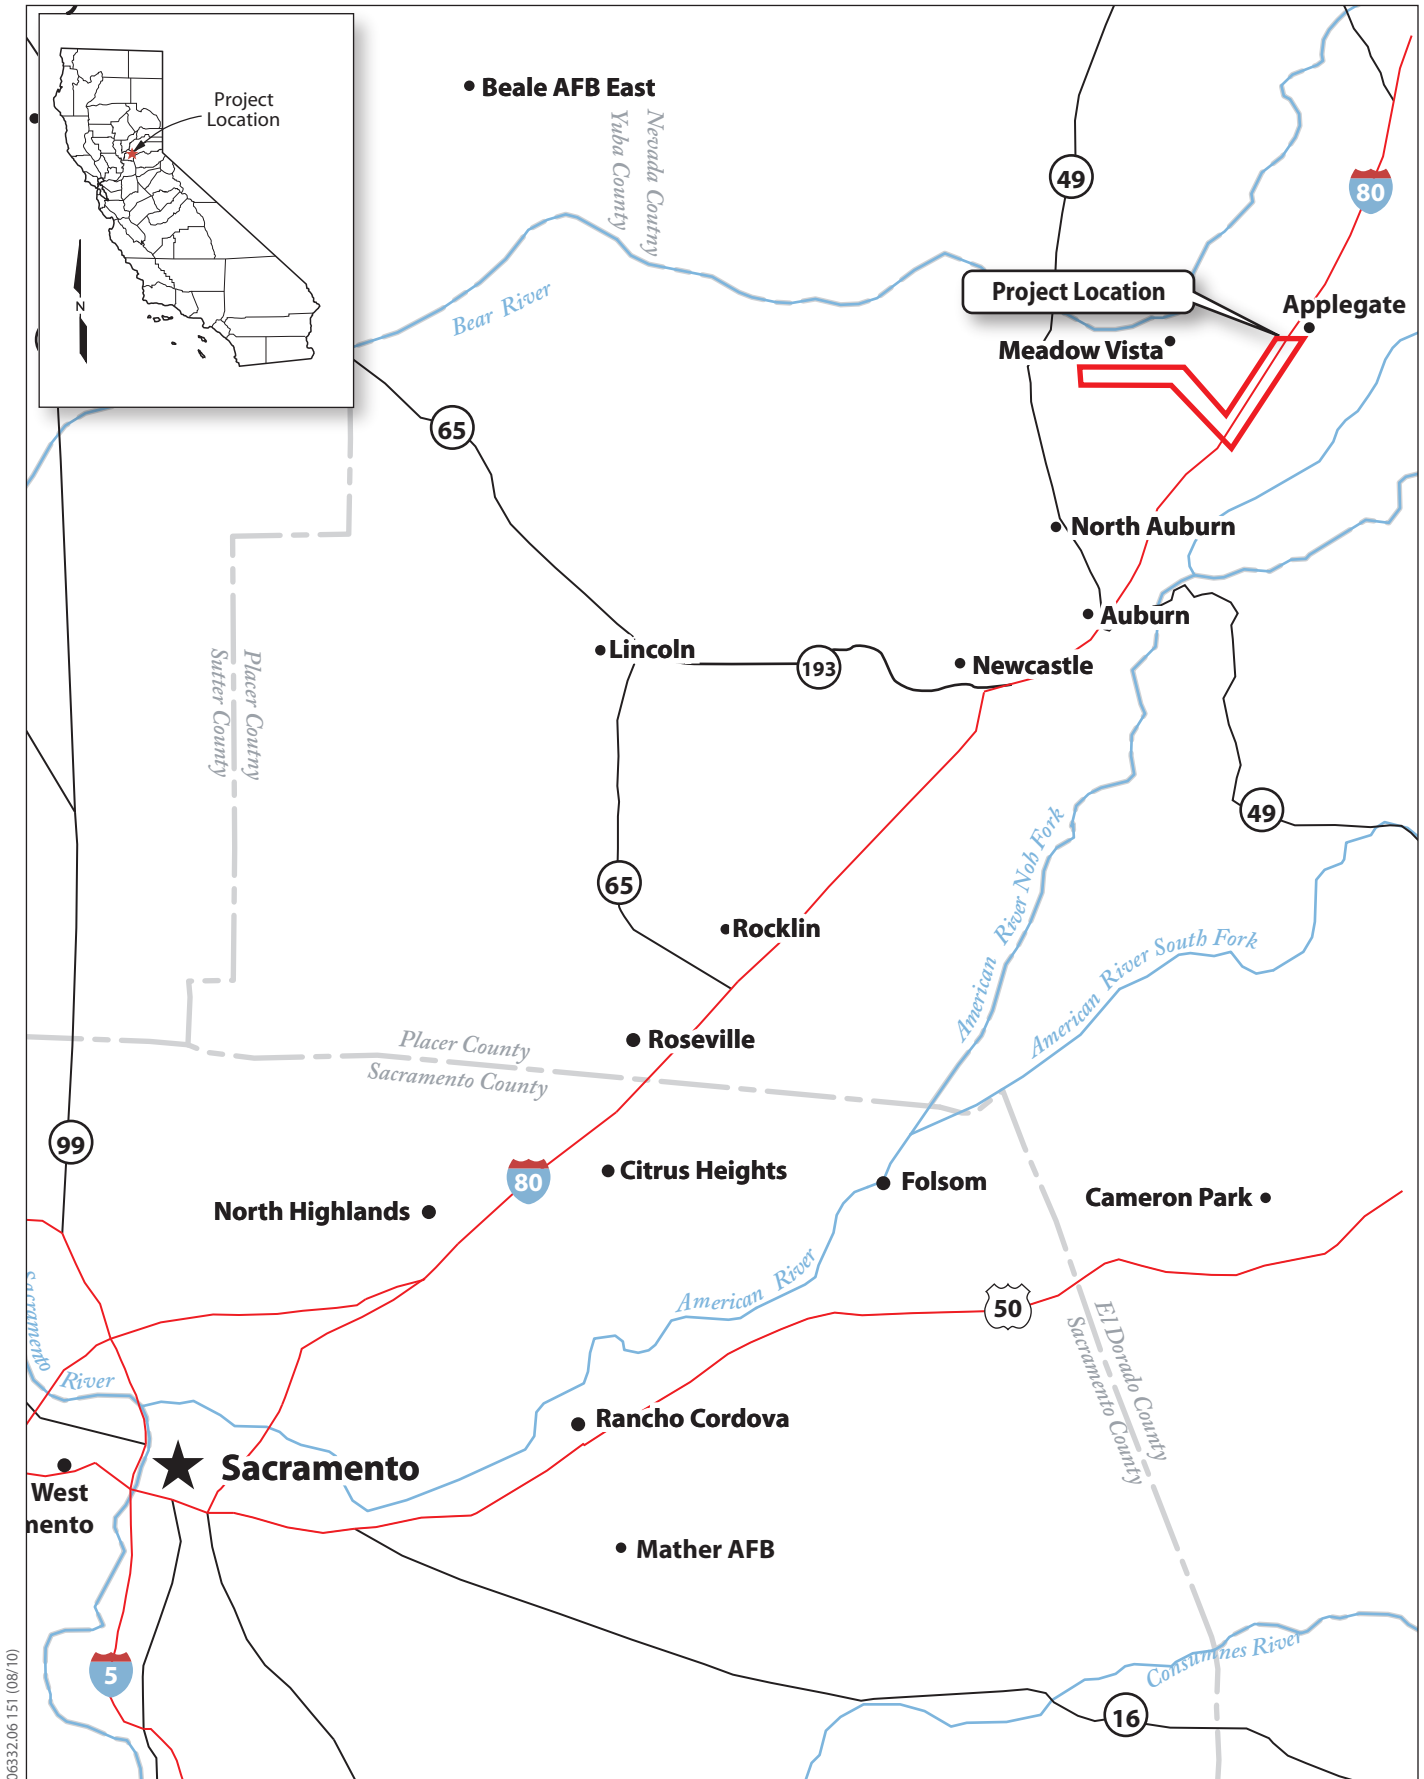 Project
Location
N
Beale AFB East
Nevada Coutny
Yuba County
49
80
Bear River
Project Location
Applegate
Meadow Vista
65
North Auburn
Auburn
Lincoln
193
Newcastle
Placer Coutny
Sutter County
49
65
American River Noh Fork
Rocklin
American River South Fork
Roseville
Placer County
Sacramento County
99
80
Citrus Heights
Folsom
North Highlands
Cameron Park
American River
50
Sacramento
River
El Dorado County
Sacramento County
Rancho Cordova
Sacramento
West
mento
Mather AFB
5
Consumnes River
16
06332.06 151 (08/10)